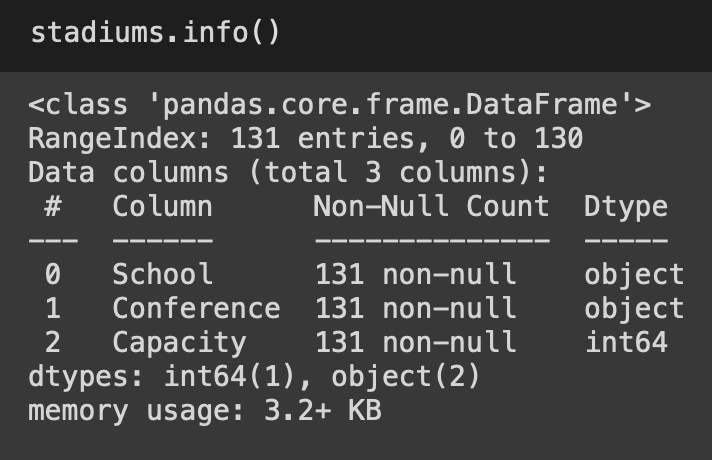 stadiums.info()
<class 'pandas.core.frame.DataFrame'>
RangeIndex: 131 entries, 0 to 130
Data columns (total 3 columns):
 #   Column      Non-Null Count  Dtype
---  ------      --------------  -----
 0   School      131 non-null    object
 1   Conference  131 non-null    object
 2   Capacity    131 non-null    int64
dtypes: int64(1), object(2)
memory usage: 3.2+ KB